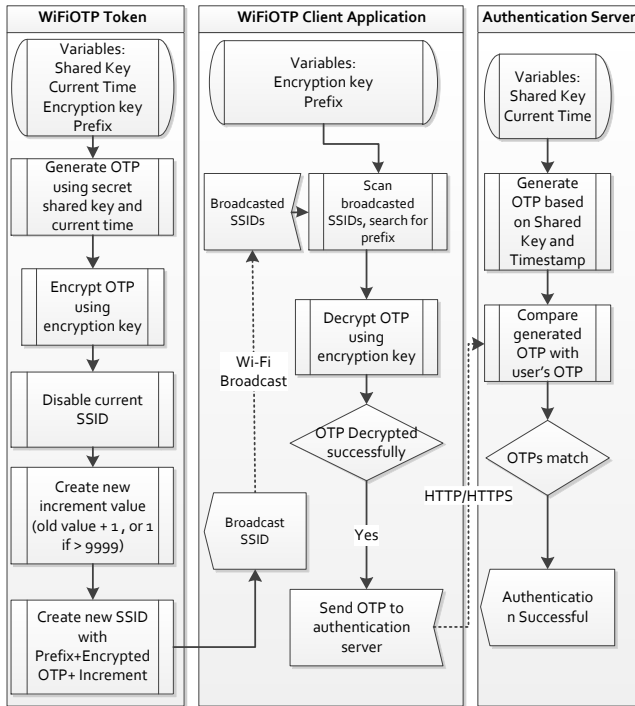 WiFiOTP Token
Variables:
Shared Key
Current Time
Encryption key
Prefix
Generate OTP
using secret
shared key and
current time
Encrypt OTP
using
encryption key
Disable current
SSID
Create new
increment value
(old value + 1, or 1
if > 9999)
Create new SSID
with
Prefix+Encrypted
OTP+ Increment
WiFiOTP Client Application
Variables:
Encryption key
Prefix
Broadcasted
SSIDs
Scan
broadcasted
SSIDs, search for
prefix
Wi-Fi
Broadcast
Decrypt OTP
using
encryption key
OTP Decrypted
successfully
Broadcast
SSID
Yes
Send OTP to
authentication
server
HTTP/HTTPS
Authentication Server
Variables:
Shared Key
Current Time
Generate
OTP based
on Shared
Key and
Timestamp
Compare
generated
OTP with
user's OTP
OTPs match
Authenticatio
n Successful